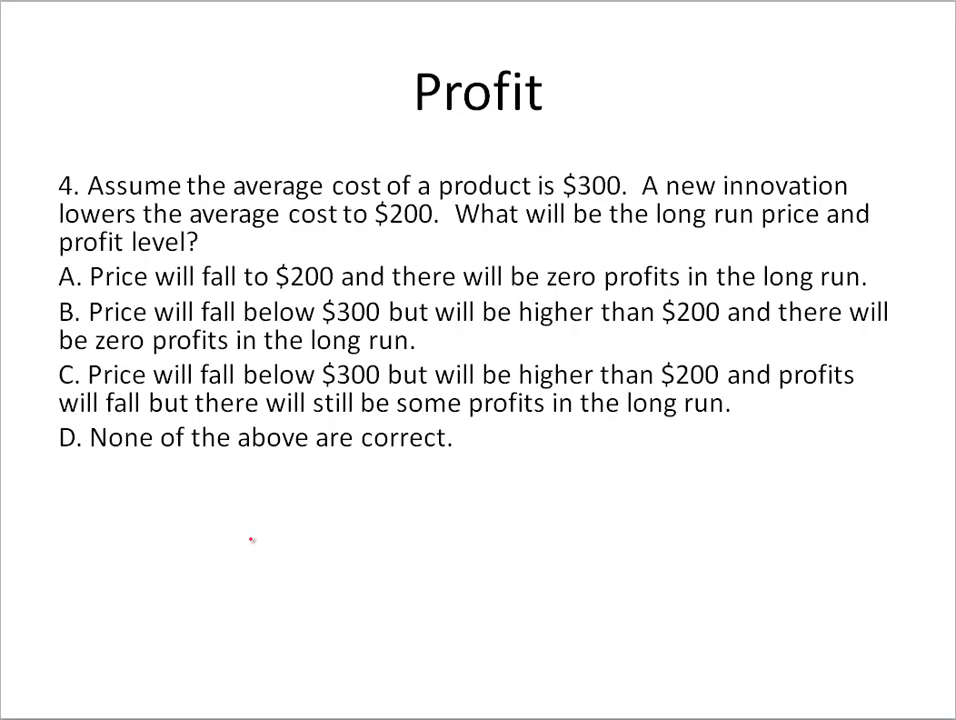 Profit
4. Assume the average cost of a product is $300.  A new innovation
lowers the average cost to $200.  What will be the long run price and
profit level?
A. Price will fall to $200 and there will be zero profits in the long run.
B. Price will fall below $300 but will be higher than $200 and there will
be zero profits in the long run.
C. Price will fall below $300 but will be higher than $200 and profits
will fall but there will still be some profits in the long run.
D. None of the above are correct.